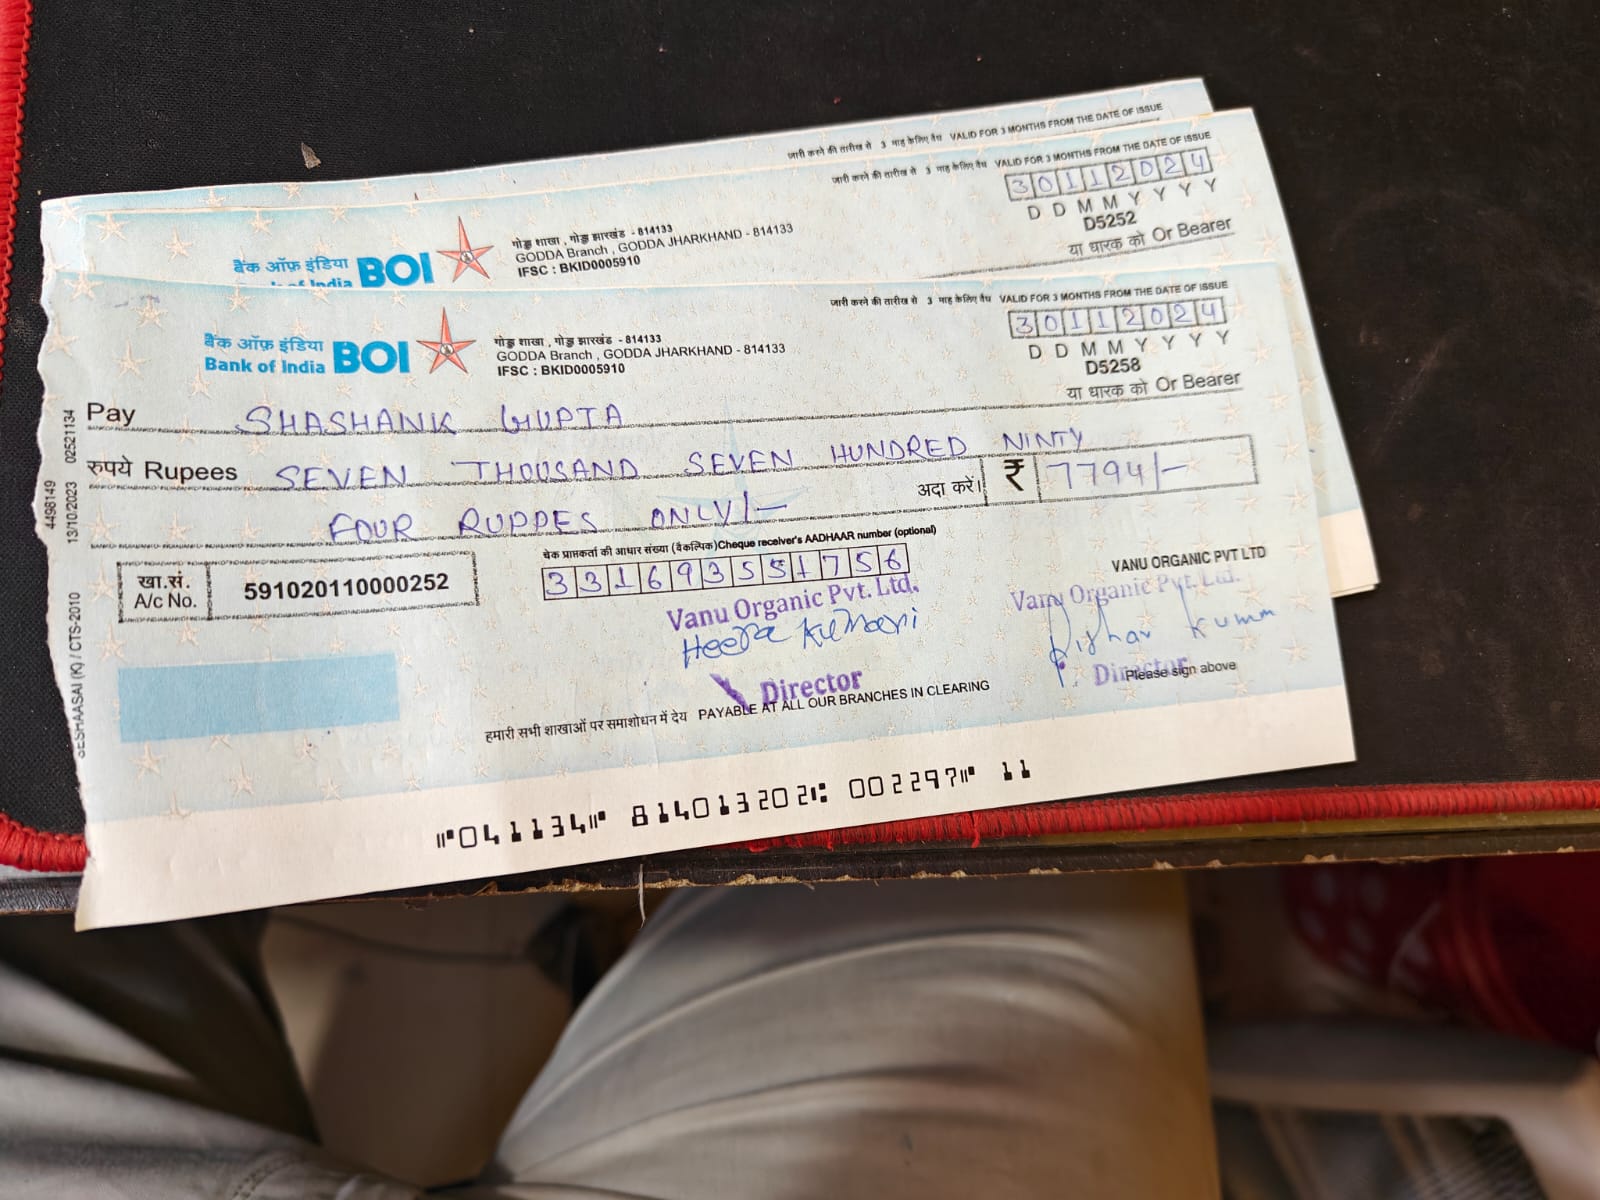 जारी करने की तारीख से 3 माह केलिए वैध VALID FOR 3 MONTHS FROM THE DATE OF ISSUE
जारी करने की तारीख से 3 माह केलिए वैध VALID FOR 3 MONTHS FROM THE DATE OF ISSUE
30112024
D D M M Y Y Y Y
D5252
या धारक को Or Bearer
बैंक ऑफ़ इंडिया BOI
of India
गोड्डा शाखा , गोड्डा झारखंड - 814133
GODDA Branch , GODDA JHARKHAND - 814133
IFSC : BKID0005910
जारी करने की तारीख से 3 माह केलिए वैध VALID FOR 3 MONTHS FROM THE DATE OF ISSUE
30112024
D D M M Y Y Y Y
D5258
या धारक को Or Bearer
बैंक ऑफ़ इंडिया
Bank of India BOI
गोड्डा शाखा , गोड्डा झारखंड - 814133
GODDA Branch , GODDA JHARKHAND - 814133
IFSC : BKID0005910
Pay SHASHANK GUPTA
रुपये Rupees SEVEN THOUSAND SEVEN HUNDRED NINTY
FOUR RUPPES ONLY/-
अदा करें। ₹ 7794/-
चेक प्राप्तकर्ता की आधार संख्या (वैकल्पिक)Cheque receiver's AADHAAR number (optional)
331693551756
खा.सं.
A/c No. 591020110000252
VANU ORGANIC PVT LTD
Vanu Organic Pvt. Ltd.
Heera Kumari
Director
Vanu Organic Pvt. Ltd.
Kumar
Director
Please sign above
हमारी सभी शाखाओं पर समाशोधन में देय PAYABLE AT ALL OUR BRANCHES IN CLEARING
⑈041134⑈ 814013202⑆ 002297⑈ 11
4498149 13/10/2023 02521134
SESHAASAI (K) / CTS-2010